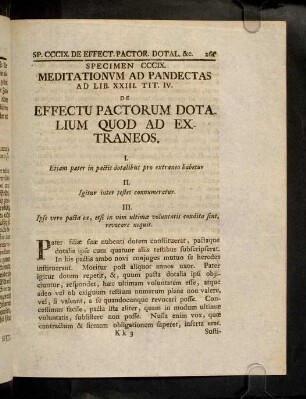 SP. CCCIX. DE EFFECT. PACTOR. DOTAL. &c. 261
SPECIMEN CCCIX.
MEDITATIONVM AD PANDECTAS
AD LIB. XXIII. TIT. IV.
DE
EFFECTU PACTORUM DOTA-
LIUM QUOD AD EX-
TRANEOS.
I.
Etiam pater in pactis dotalibus pro extraneo habetur
II.
Igitur inter testes connumeratur.
III.
Ipse vero pacta ex, etsi in vim ultimæ voluntatis condita sint,
revocare nequit.
Pater filiæ suæ nubenti dotem constituerat, pactaque
dotalia ipse cum quatuor aliis testibus subscripserat.
In his pactis ambo novi conjuges mutuo se heredes
instituerunt. Moritur post aliquot annos uxor. Pater
igitur dotem repetit, &, quum pacta dotalia ipsi obji-
ciuntur, respondet, hæc ultimam voluntatem esse, atque
adeo vel ob exiguum testium numerum plane non valere,
vel, si valeant, a se quandocunque revocari posse. Con-
cessimus facile, pacta ista aliter, quam in modum ultimæ
voluntatis, subsistere non posse. Nulla enim vox, quæ
contractum & firmam obligationem saperet, inserta erat.
K k 3 Susti-